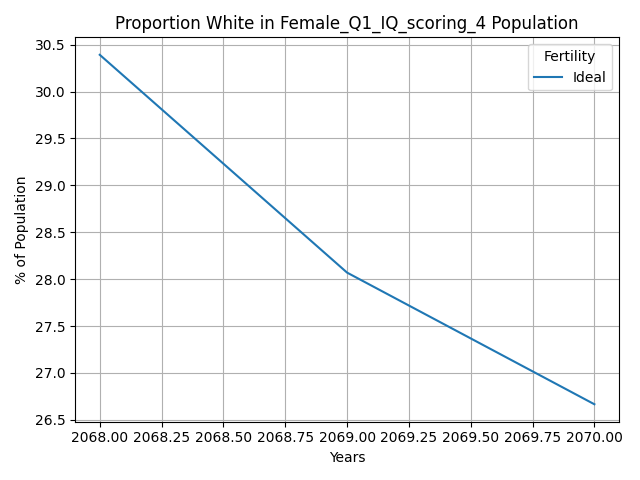 Proportion White in Female_Q1_IQ_scoring_4 Population
30.5
30.0
29.5
29.0
28.5
28.0
27.5
27.0
26.5
% of Population
Fertility
Ideal
2068.00 2068.25 2068.50 2068.75 2069.00 2069.25 2069.50 2069.75 2070.00
Years